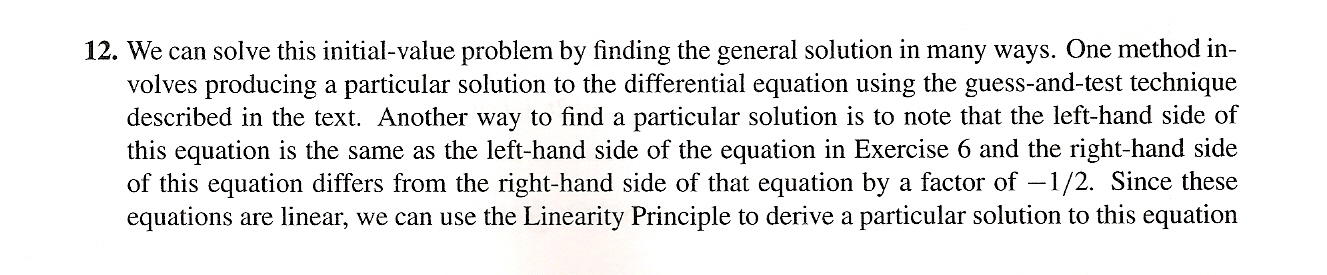 12. We can solve this initial-value problem by finding the general solution in many ways. One method in-
volves producing a particular solution to the differential equation using the guess-and-test technique
described in the text. Another way to find a particular solution is to note that the left-hand side of
this equation is the same as the left-hand side of the equation in Exercise 6 and the right-hand side
of this equation differs from the right-hand side of that equation by a factor of −1/2. Since these
equations are linear, we can use the Linearity Principle to derive a particular solution to this equation